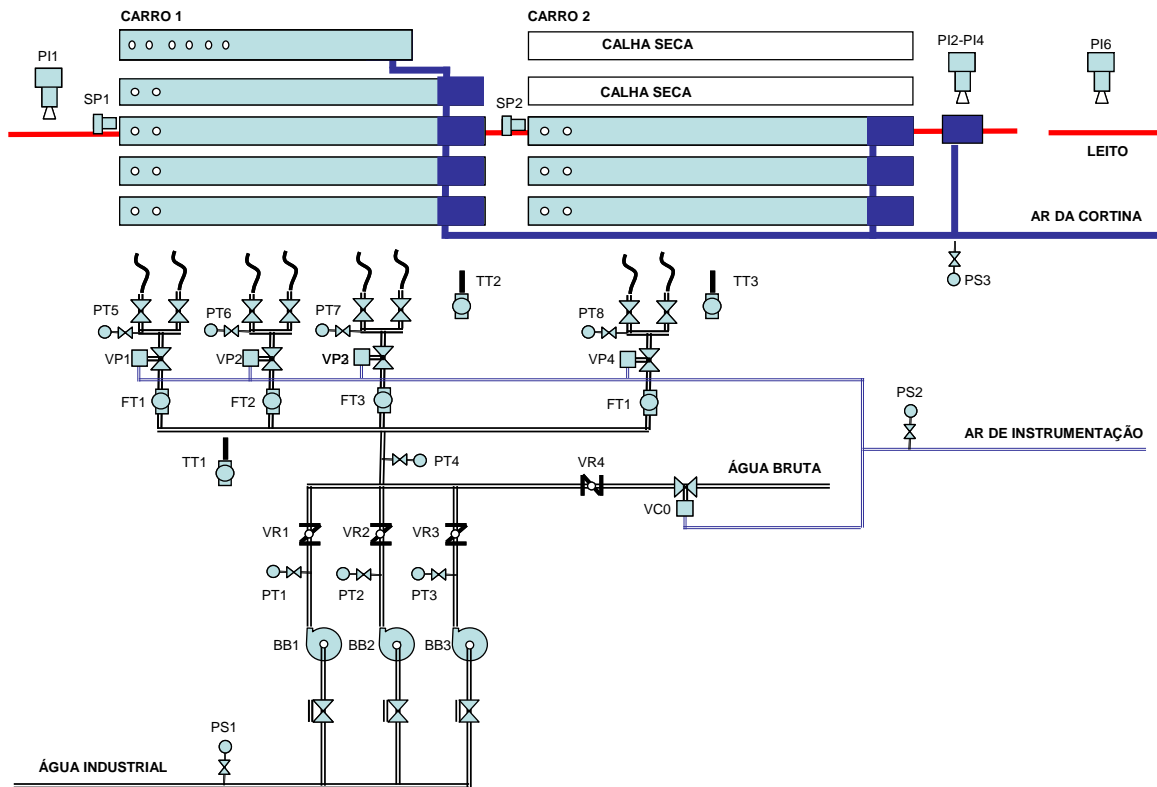 CARRO 1
CARRO 2
CALHA SECA
PI1
PI2-PI4
PI6
CALHA SECA
SP1
SP2
LEITO
AR DA CORTINA
TT2
TT3
PS3
PT5
PT6
PT7
PT8
VP1
VP2
VP4
FT1
FT2
FT3
FT1
PS2
AR DE INSTRUMENTAÇÃO
TT1
PT4
VR4
ÁGUA BRUTA
VC0
VR1
VR2
VR3
PT1
PT2
PT3
BB1
BB2
BB3
PS1
ÁGUA INDUSTRIAL